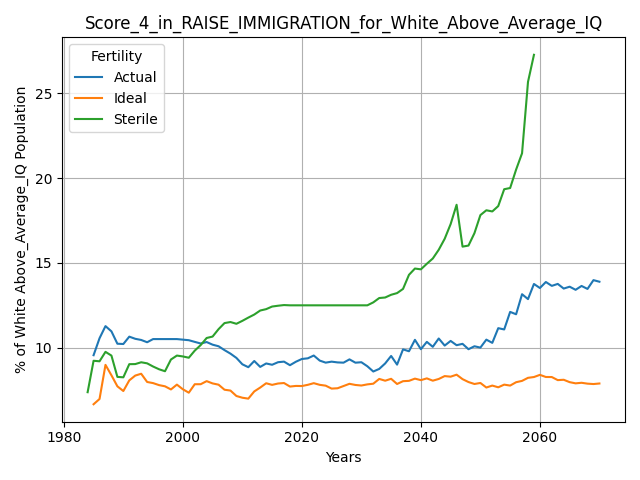 Score_4_in_RAISE_IMMIGRATION_for_White_Above_Average_IQ
% of White Above_Average_IQ Population
25
20
15
10
Fertility
Actual
Ideal
Sterile
1980
2000
2020
2040
2060
Years